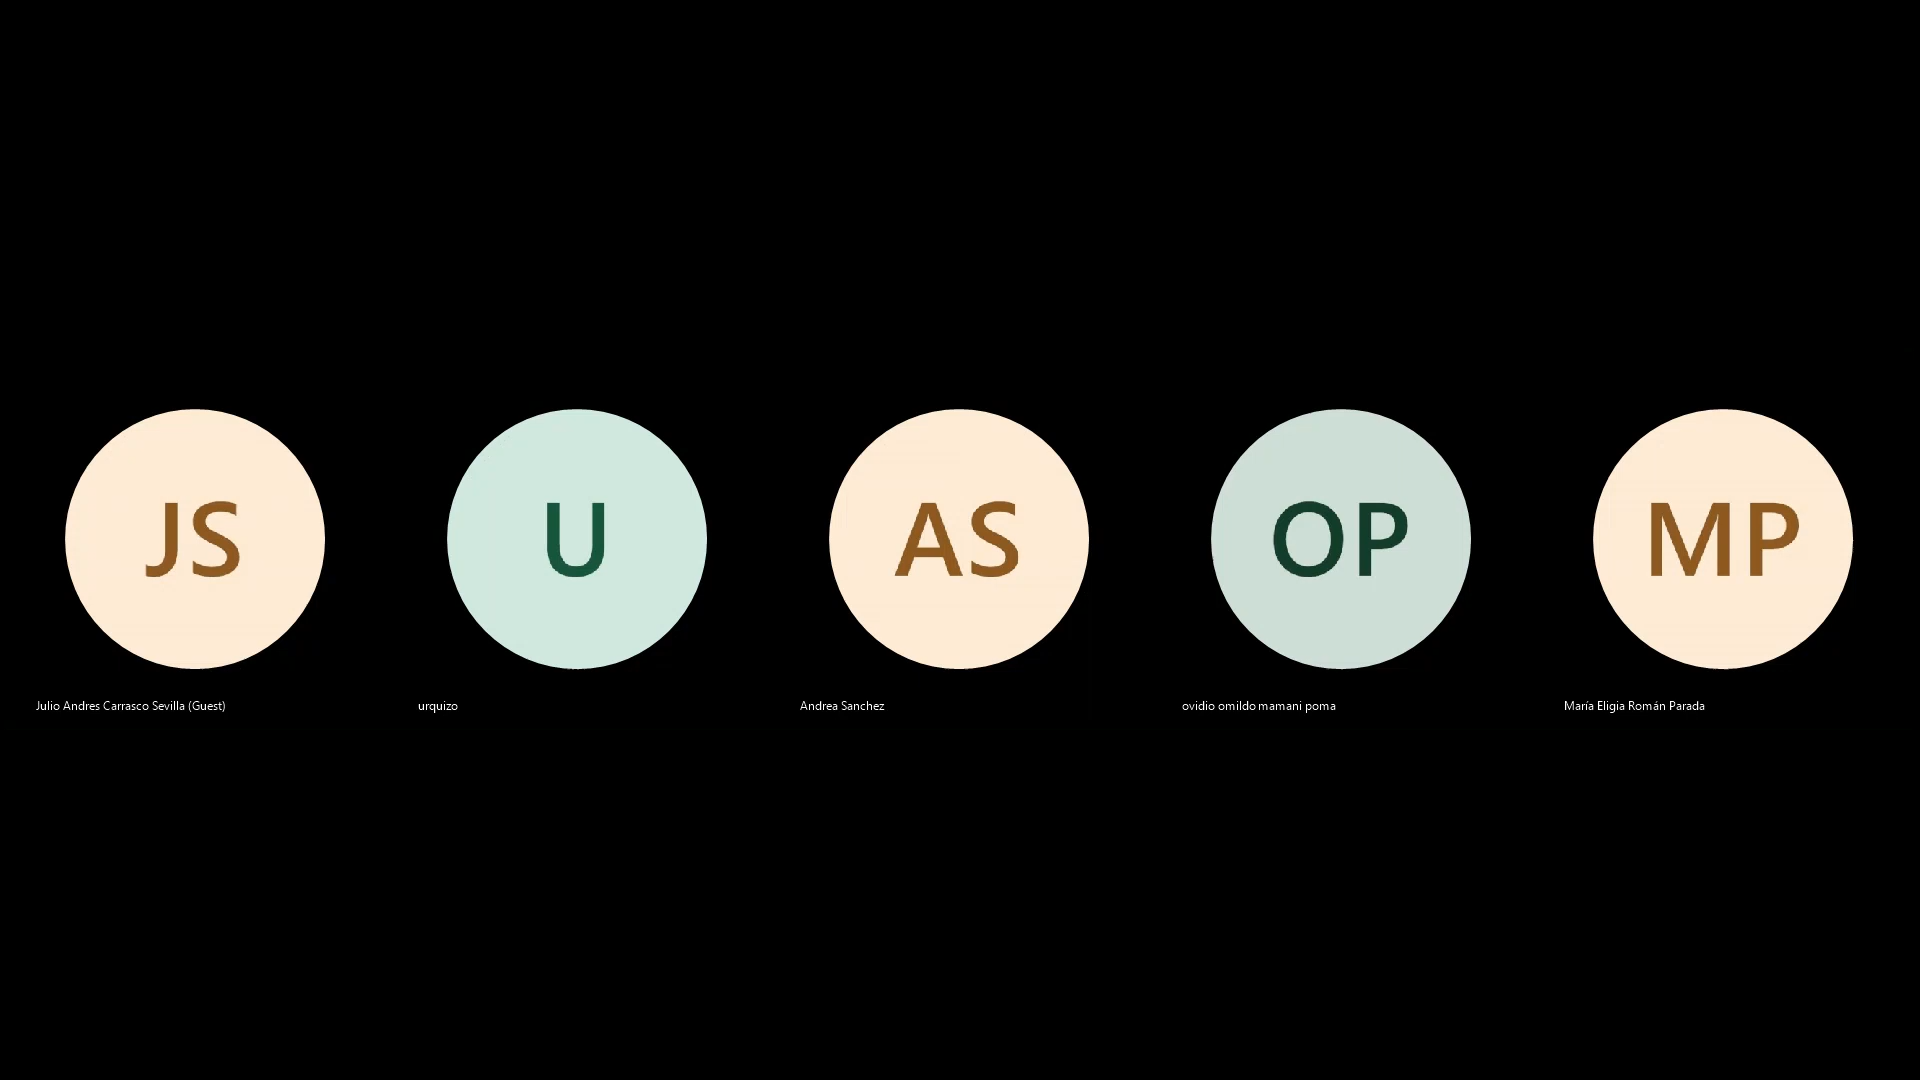 JS
U
AS
OP
MP
Julio Andres Carrasco Sevilla (Guest)
urquizo
Andrea Sanchez
ovidio omildo mamani poma
María Eligia Román Parada